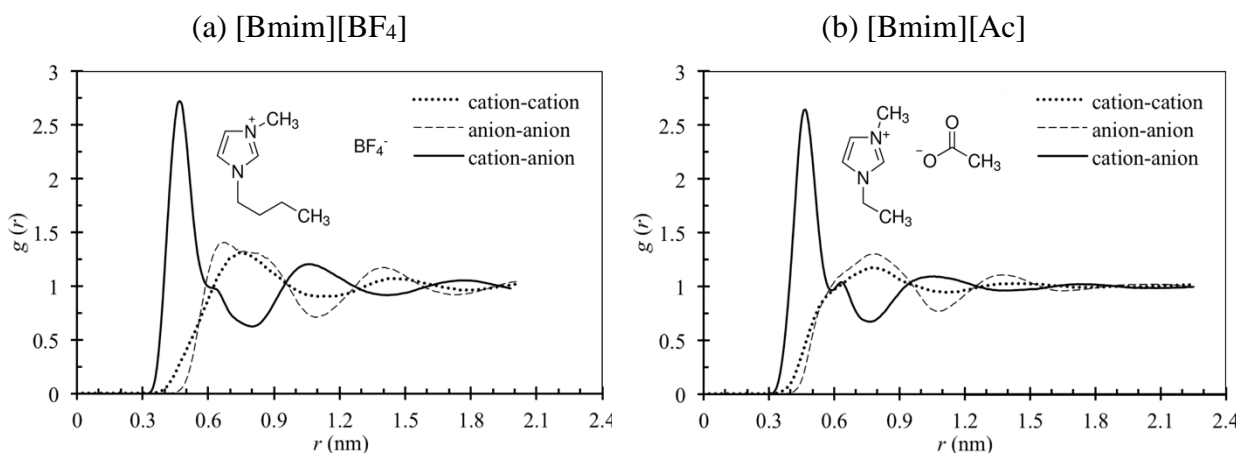 (a) [Bmim][BF₄]
3
2.5
2
1.5
1
0.5
0
g (r)
cation-cation
anion-anion
cation-anion
N
+
CH₃
N
CH₃
BF₄⁻
0 0.3 0.6 0.9 1.2 1.5 1.8 2.1 2.4
r (nm)
(b) [Bmim][Ac]
3
2.5
2
1.5
1
0.5
0
g (r)
cation-cation
anion-anion
cation-anion
CH₃
N
+
N
CH₃
O
⁻O
CH₃
0 0.3 0.6 0.9 1.2 1.5 1.8 2.1 2.4
r (nm)